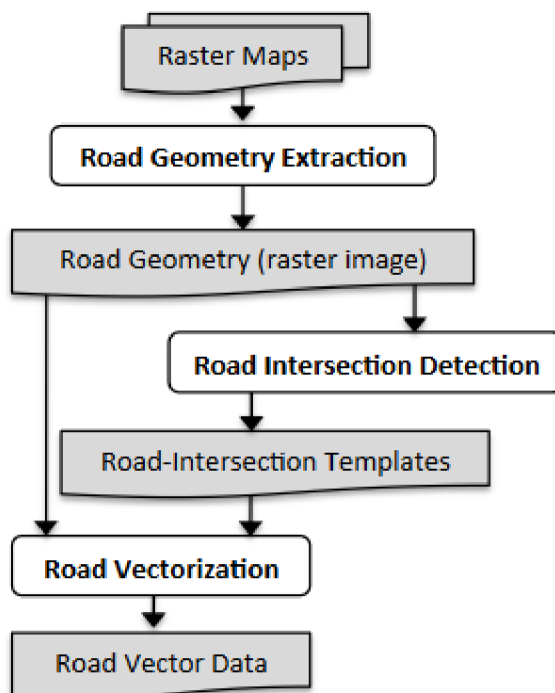 Raster Maps
Road Geometry Extraction
Road Geometry (raster image)
Road Intersection Detection
Road-Intersection Templates
Road Vectorization
Road Vector Data